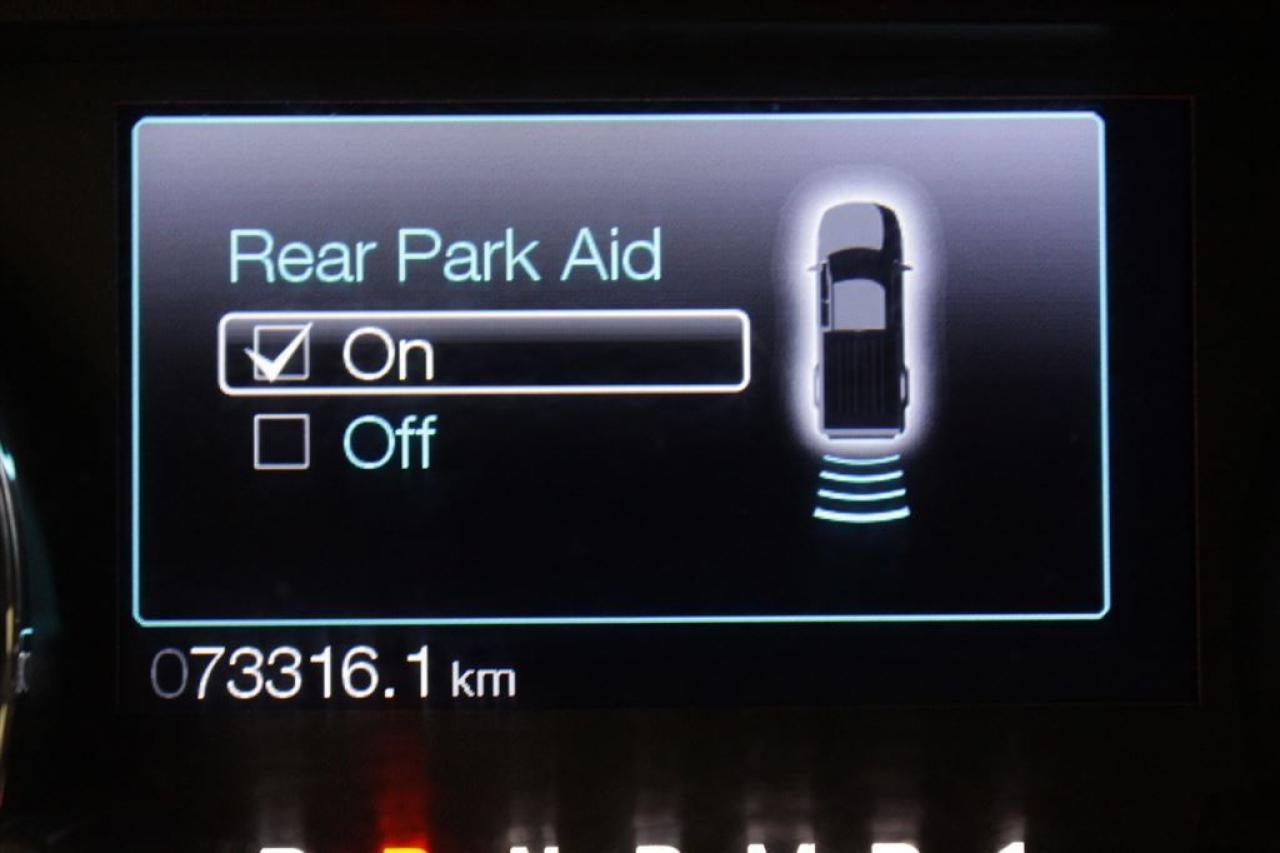 Rear Park Aid
On
Off
073316.1 km